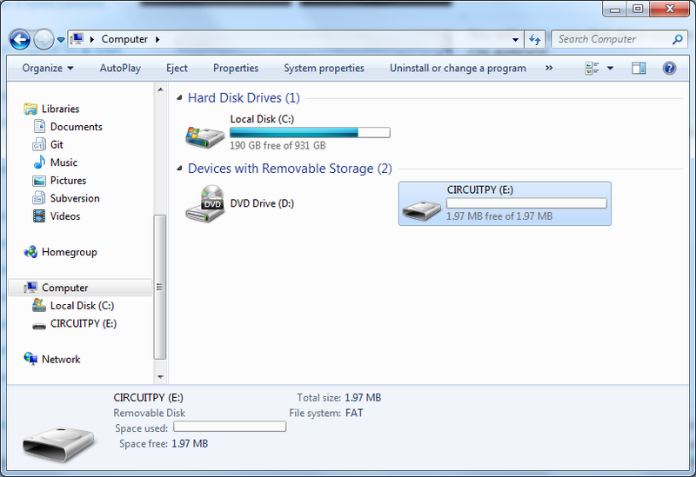 Computer
Search Computer
Organize
AutoPlay
Eject
Properties
System properties
Uninstall or change a program
»
Libraries
Documents
Git
Music
Pictures
Subversion
Videos
Homegroup
Computer
Local Disk (C:)
CIRCUITPY (E:)
Network
Hard Disk Drives (1)
Local Disk (C:)
190 GB free of 931 GB
Devices with Removable Storage (2)
DVD
DVD Drive (D:)
CIRCUITPY (E:)
1.97 MB free of 1.97 MB
CIRCUITPY (E:)
Total size: 1.97 MB
Removable Disk
File system: FAT
Space used:
Space free: 1.97 MB